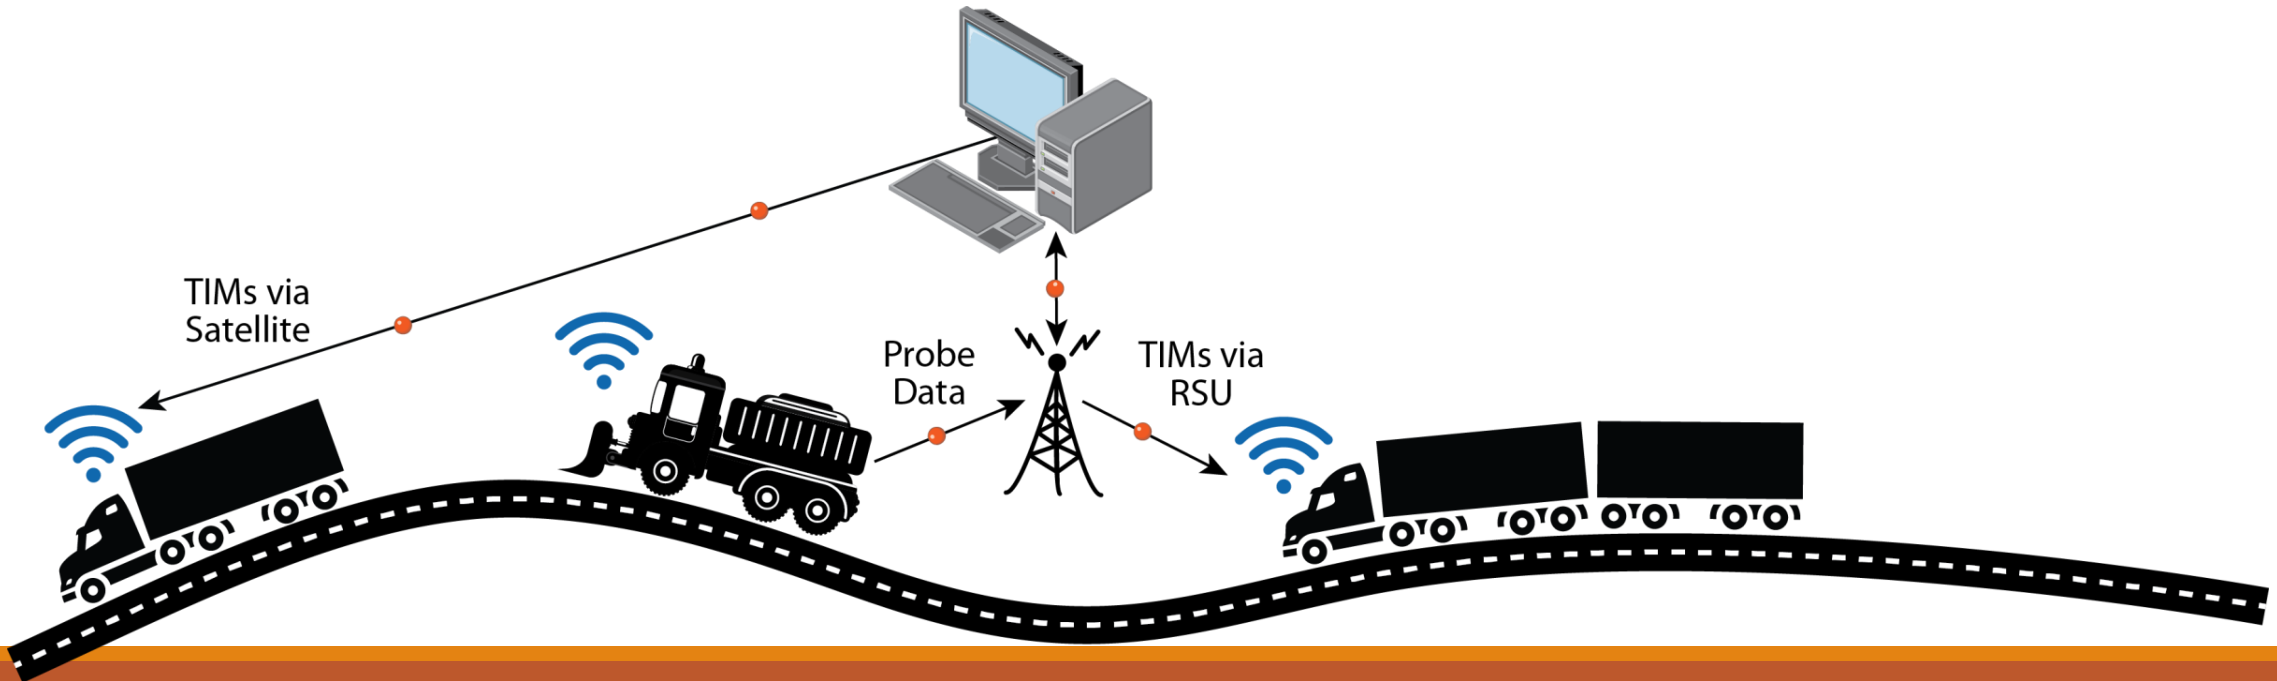 TIMs via
Satellite
Probe
Data
TIMs via
RSU